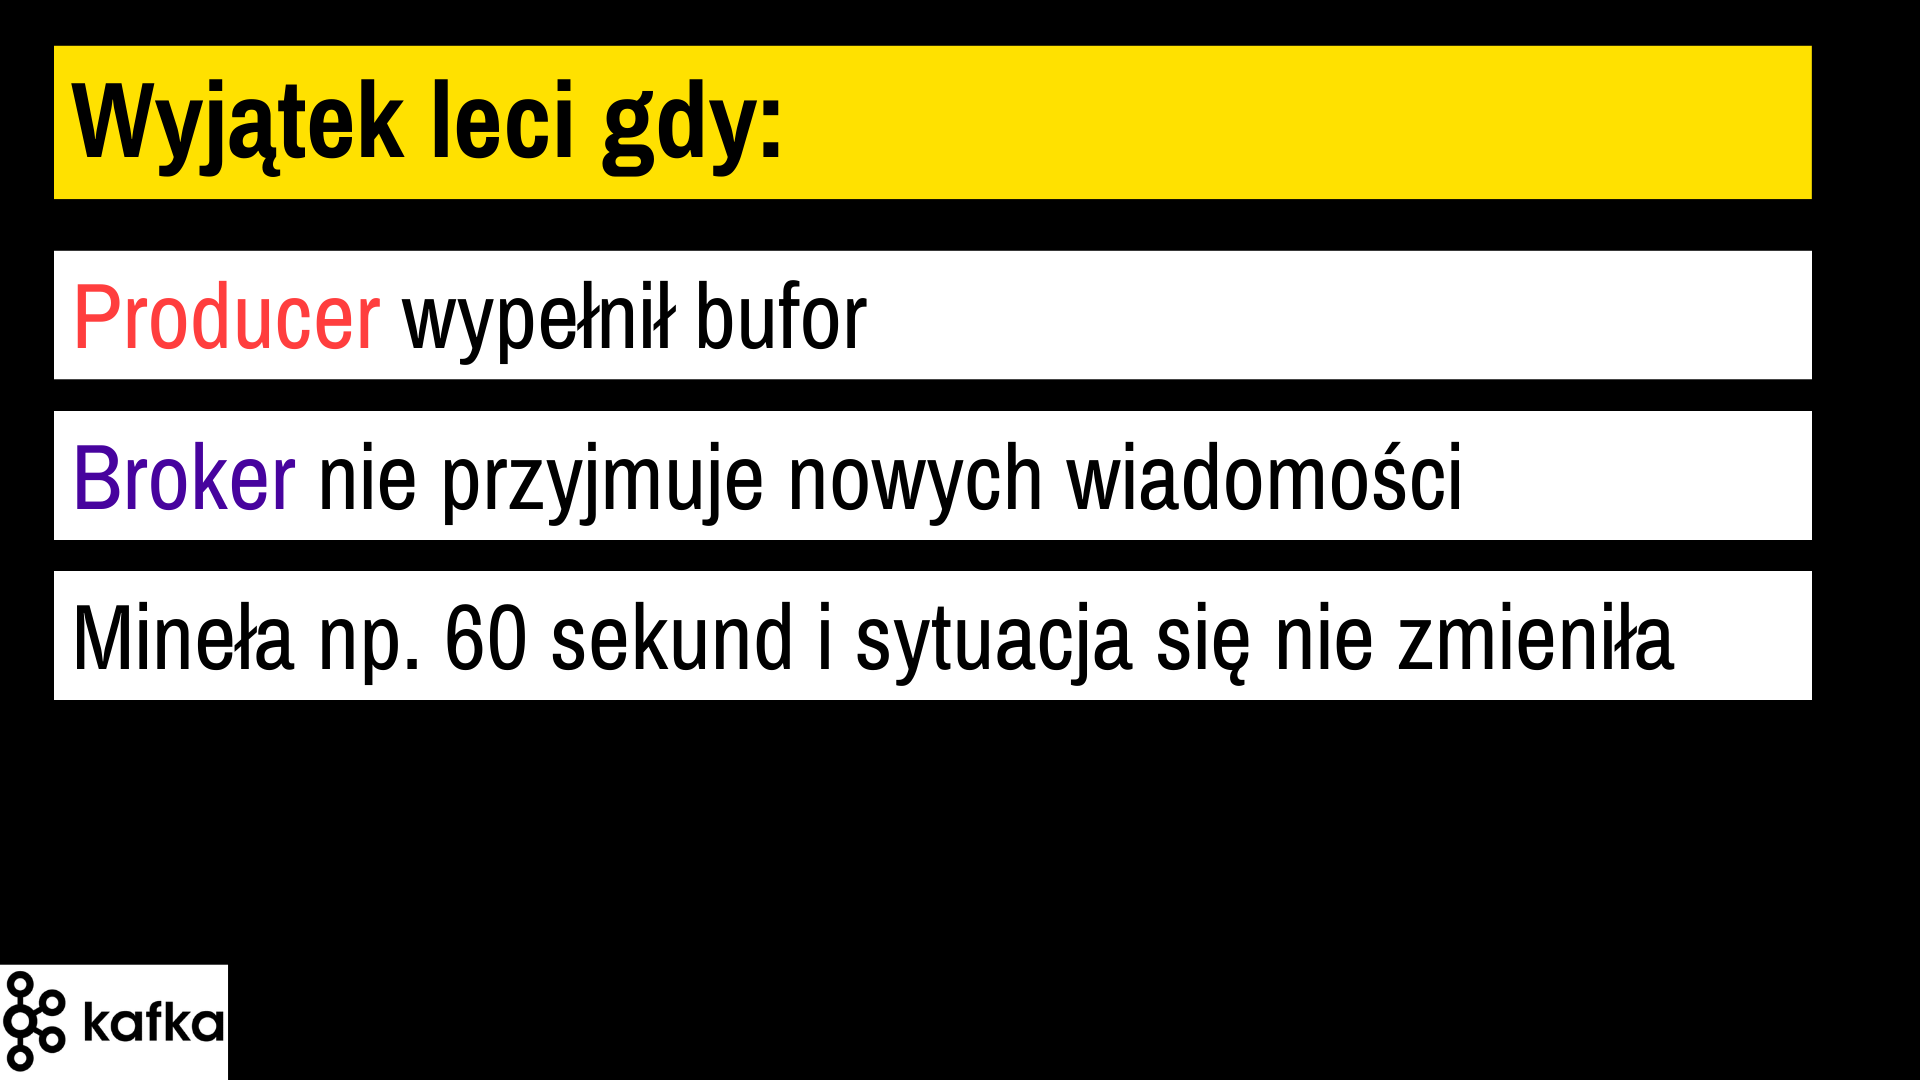 Wyjątek leci gdy:
Producer wypełnił bufor
Broker nie przyjmuje nowych wiadomości
Mineła np. 60 sekund i sytuacja się nie zmieniła
kafka